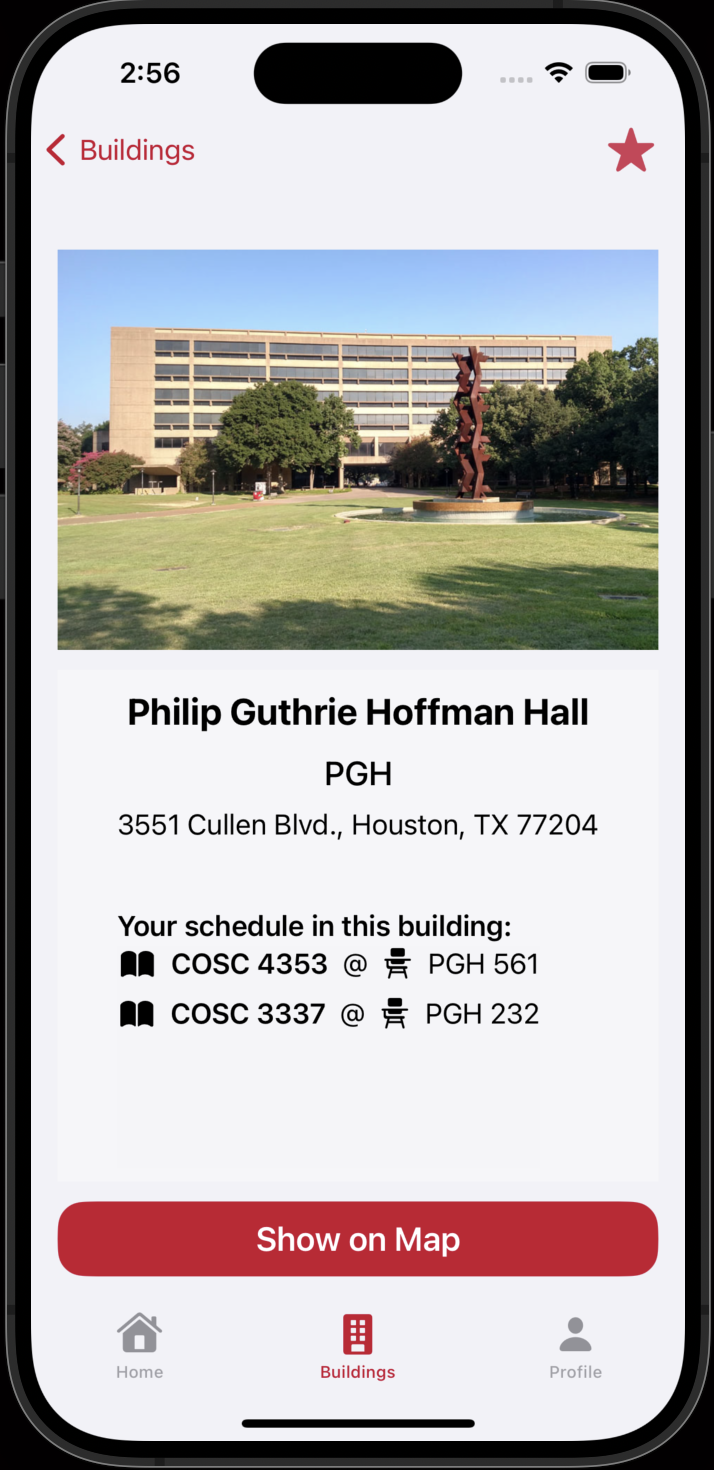 2:56
Buildings
Philip Guthrie Hoffman Hall
PGH
3551 Cullen Blvd., Houston, TX 77204
Your schedule in this building:
COSC 4353 @ PGH 561
COSC 3337 @ PGH 232
Show on Map
Home
Buildings
Profile